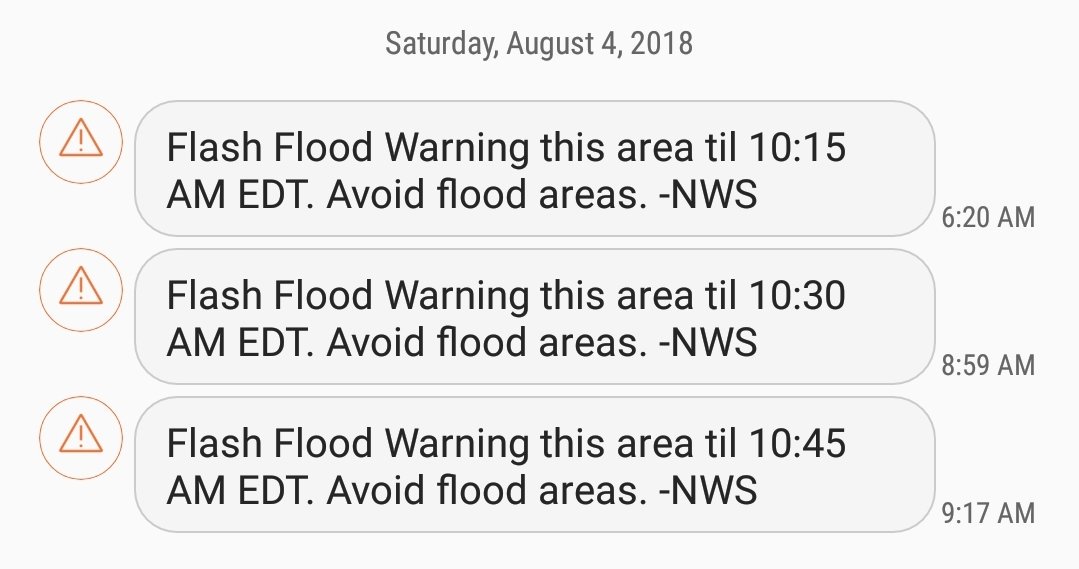 Saturday, August 4, 2018
Flash Flood Warning this area til 10:15
AM EDT. Avoid flood areas. -NWS
6:20 AM
Flash Flood Warning this area til 10:30
AM EDT. Avoid flood areas. -NWS
8:59 AM
Flash Flood Warning this area til 10:45
AM EDT. Avoid flood areas. -NWS
9:17 AM